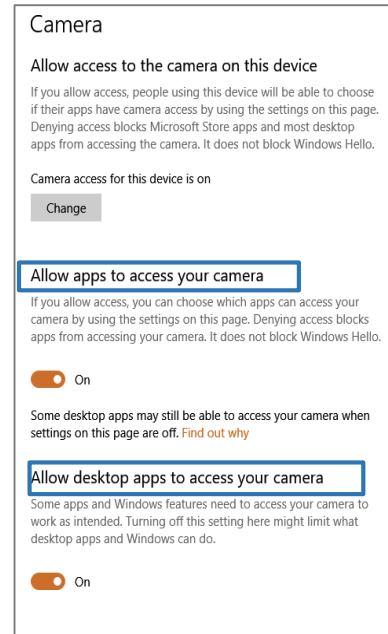 Camera
Allow access to the camera on this device
If you allow access, people using this device will be able to choose
if their apps have camera access by using the settings on this page.
Denying access blocks Microsoft Store apps and most desktop
apps from accessing the camera. It does not block Windows Hello.
Camera access for this device is on
Change
Allow apps to access your camera
If you allow access, you can choose which apps can access your
camera by using the settings on this page. Denying access blocks
apps from accessing your camera. It does not block Windows Hello.
On
Some desktop apps may still be able to access your camera when
settings on this page are off. Find out why
Allow desktop apps to access your camera
Some apps and Windows features need to access your camera to
work as intended. Turning off this setting here might limit what
desktop apps and Windows can do.
On